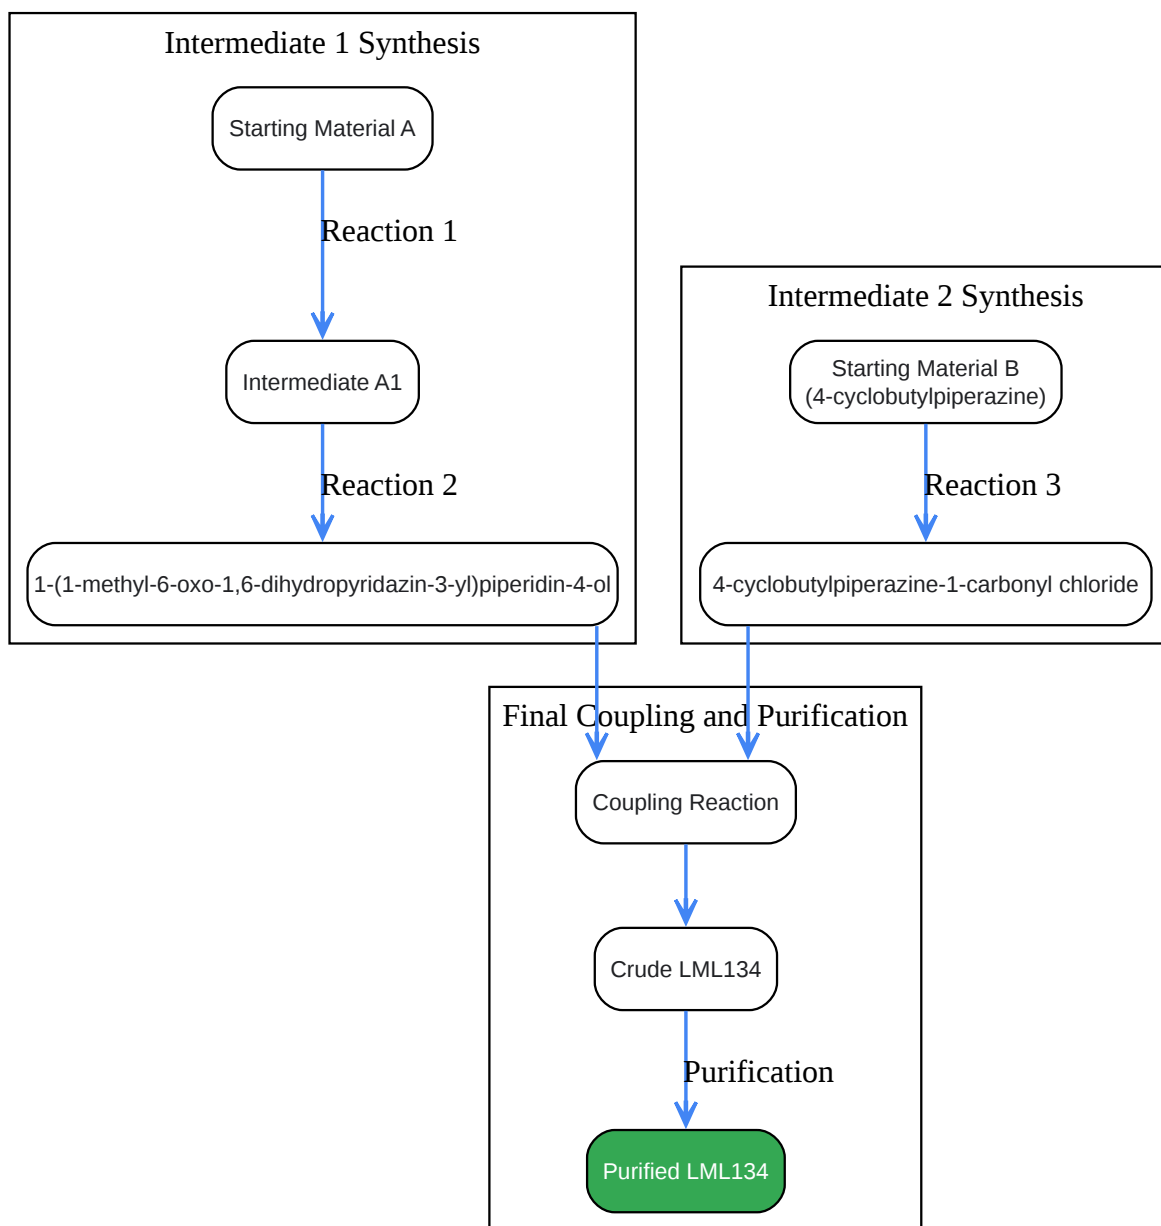 Intermediate 1 Synthesis
Starting Material A
Reaction 1
Intermediate A1
Reaction 2
1-(1-methyl-6-oxo-1,6-dihydropyridazin-3-yl)piperidin-4-ol
Intermediate 2 Synthesis
Starting Material B
(4-cyclobutylpiperazine)
Reaction 3
4-cyclobutylpiperazine-1-carbonyl chloride
Final Coupling and Purification
Coupling Reaction
Crude LML134
Purification
Purified LML134